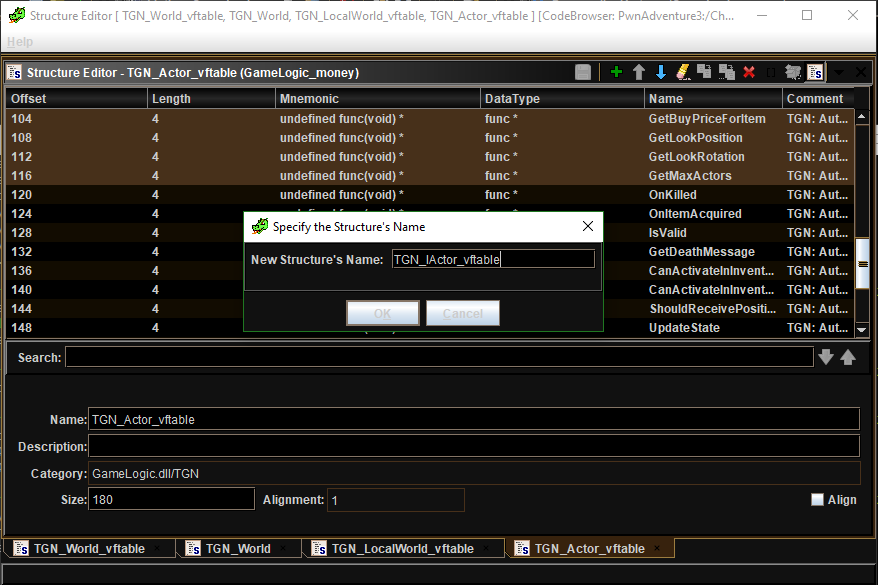 Structure Editor [ TGN_World_vftable, TGN_World, TGN_LocalWorld_vftable, TGN_Actor_vftable ] [CodeBrowser: PwnAdventure3:/Ch...
Help
Structure Editor - TGN_Actor_vftable (GameLogic_money)
Offset Length Mnemonic DataType Name Comment
104 4 undefined func(void) * func * GetBuyPriceForItem TGN: Aut...
108 4 undefined func(void) * func * GetLookPosition TGN: Aut...
112 4 undefined func(void) * func * GetLookRotation TGN: Aut...
116 4 undefined func(void) * func * GetMaxActors TGN: Aut...
120 4 undefined func(void) * func * OnKilled TGN: Aut...
124 4 OnItemAcquired TGN: Aut...
128 4 IsValid TGN: Aut...
132 4 GetDeathMessage TGN: Aut...
136 4 CanActivateInInvent... TGN: Aut...
140 4 CanActivateInInvent... TGN: Aut...
144 4 ShouldReceivePositi... TGN: Aut...
148 4 UpdateState TGN: Aut...
Specify the Structure's Name
New Structure's Name: TGN_IActor_vftable
OK Cancel
Search:
Name: TGN_Actor_vftable
Description:
Category: GameLogic.dll/TGN
Size: 180 Alignment: 1 Align
TGN_World_vftable TGN_World TGN_LocalWorld_vftable TGN_Actor_vftable